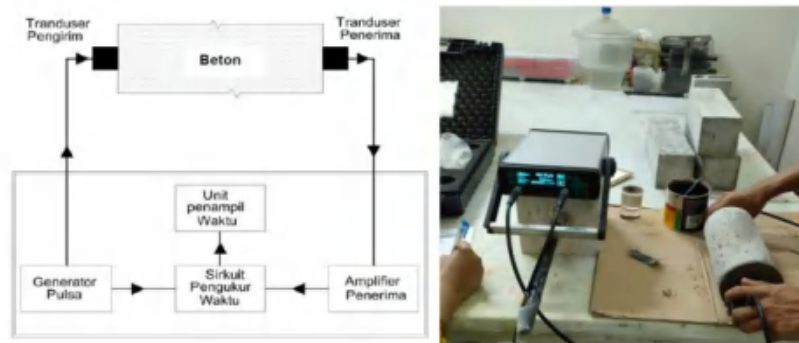 Tranduser
Pengirim
Tranduser
Penerima
Beton
Unit
penampil
Waktu
Generator
Pulsa
Sirkuit
Pengukur
Waktu
Amplifier
Penerima